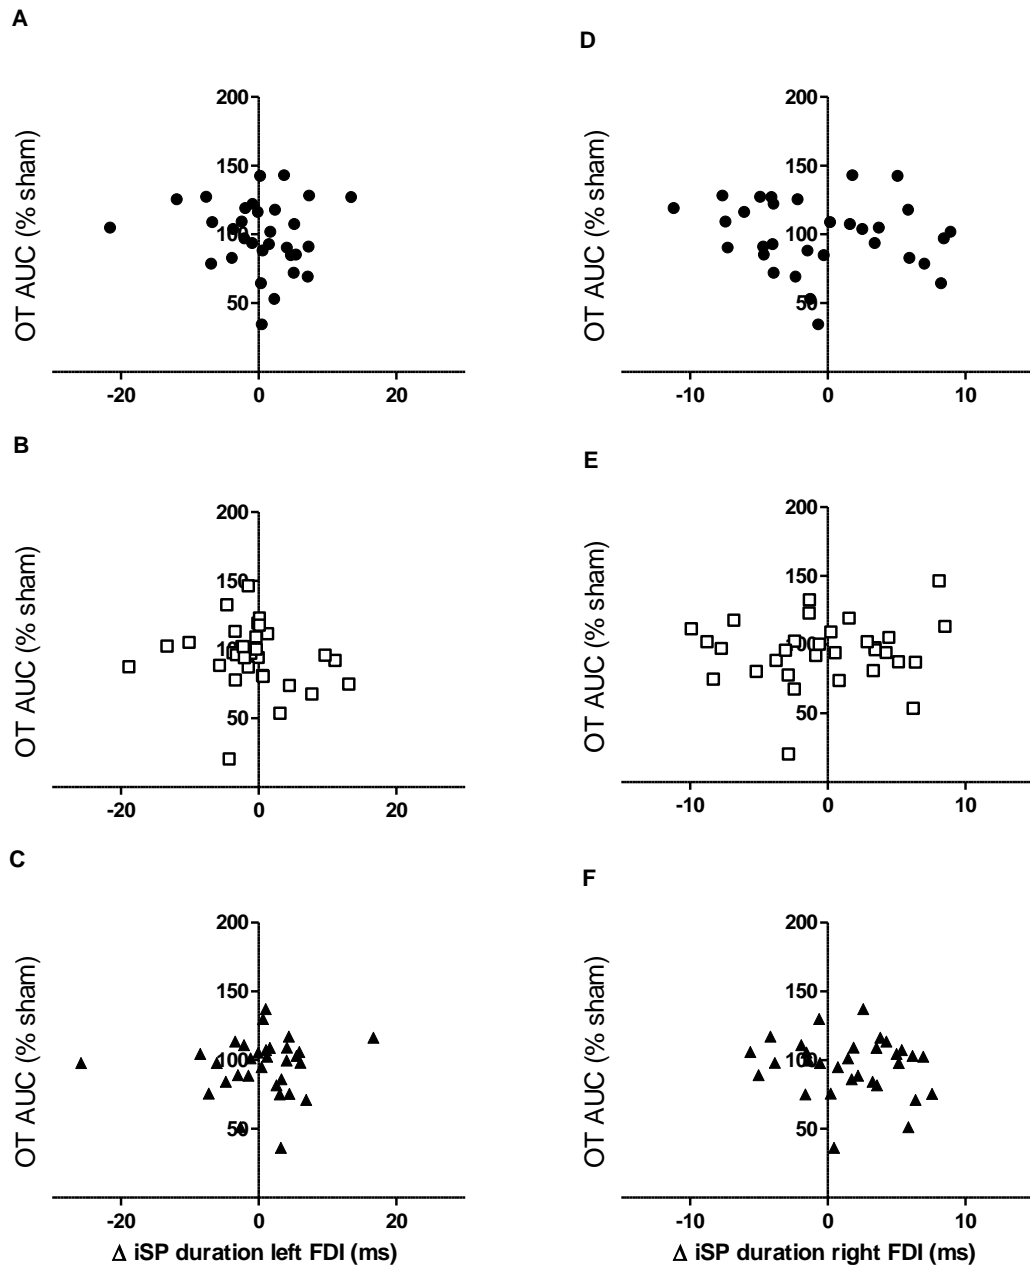 A
200
150
100
50
OT AUC (% sham)
-20 0 20
D
200
150
100
50
OT AUC (% sham)
-10 0 10
B
200
150
100
50
OT AUC (% sham)
-20 0 20
E
200
150
100
50
OT AUC (% sham)
-10 0 10
C
200
150
100
50
OT AUC (% sham)
-20 0 20
Δ iSP duration left FDI (ms)
F
200
150
100
50
OT AUC (% sham)
-10 0 10
Δ iSP duration right FDI (ms)